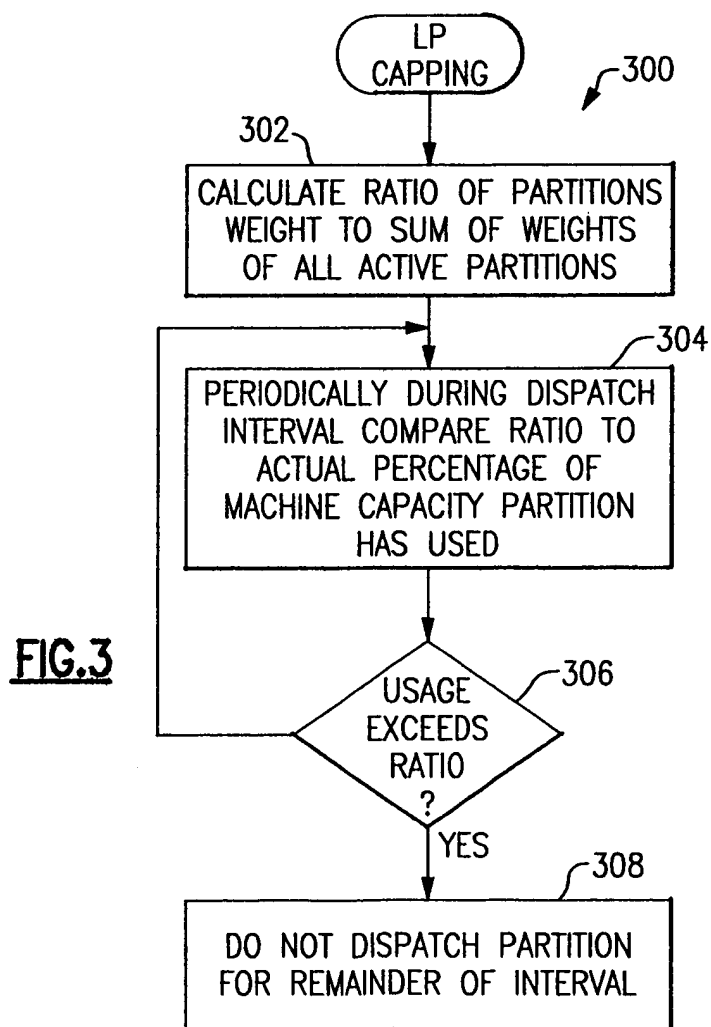 LP
CAPPING
300
302
CALCULATE RATIO OF PARTITIONS
WEIGHT TO SUM OF WEIGHTS
OF ALL ACTIVE PARTITIONS
304
PERIODICALLY DURING DISPATCH
INTERVAL COMPARE RATIO TO
ACTUAL PERCENTAGE OF
MACHINE CAPACITY PARTITION
HAS USED
FIG.3
306
USAGE
EXCEEDS
RATIO
?
YES
308
DO NOT DISPATCH PARTITION
FOR REMAINDER OF INTERVAL